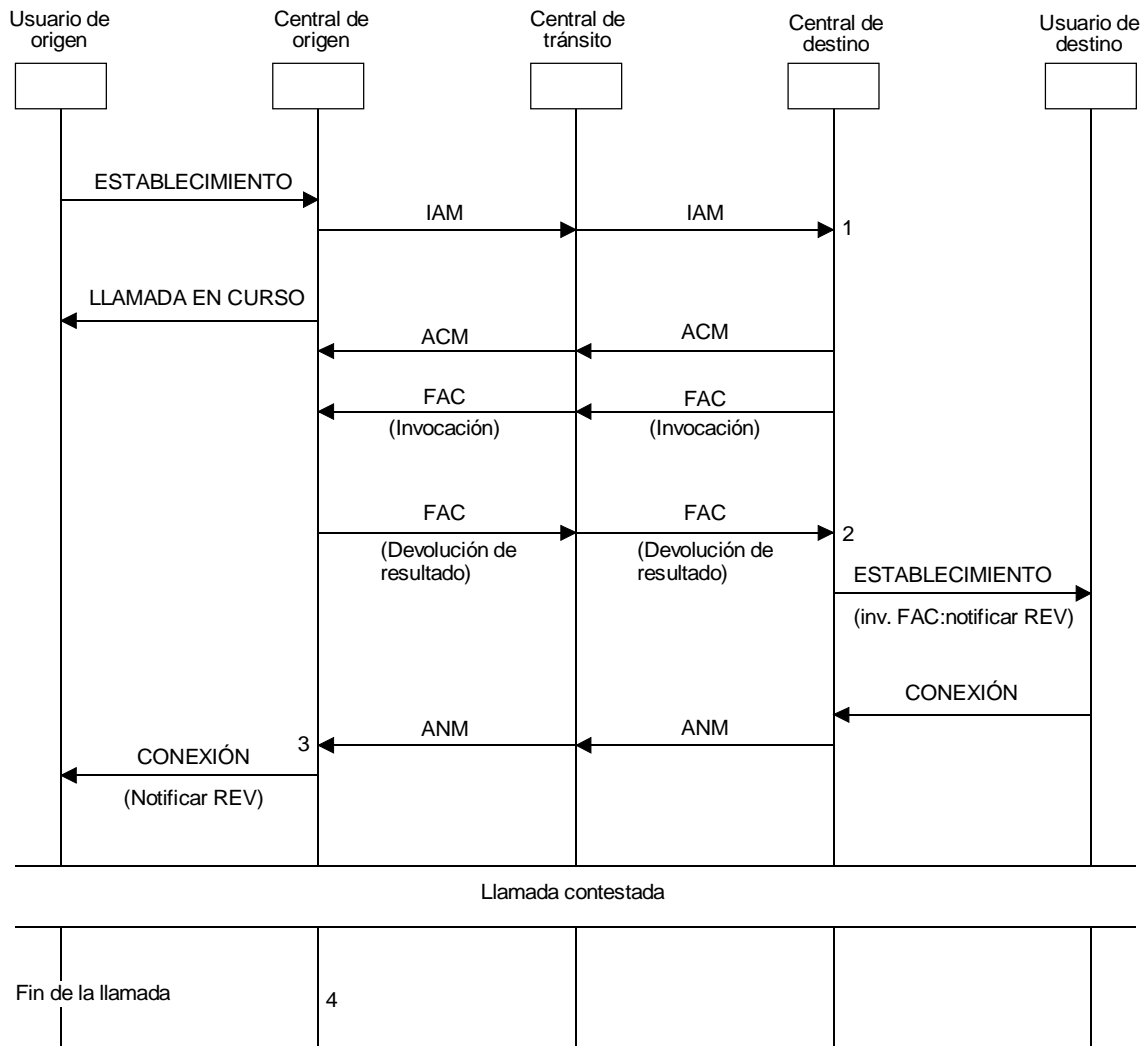 Usuario de
origen
Central de
origen
Central de
tránsito
Central de
destino
Usuario de
destino
ESTABLECIMIENTO
IAM
IAM
1
LLAMADA EN CURSO
ACM
ACM
FAC
(Invocación)
FAC
(Invocación)
FAC
(Devolución de
resultado)
FAC
(Devolución de
resultado)
2
ESTABLECIMIENTO
(inv. FAC:notificar REV)
CONEXIÓN
ANM
ANM
3
CONEXIÓN
(Notificar REV)
Llamada contestada
Fin de la llamada
4